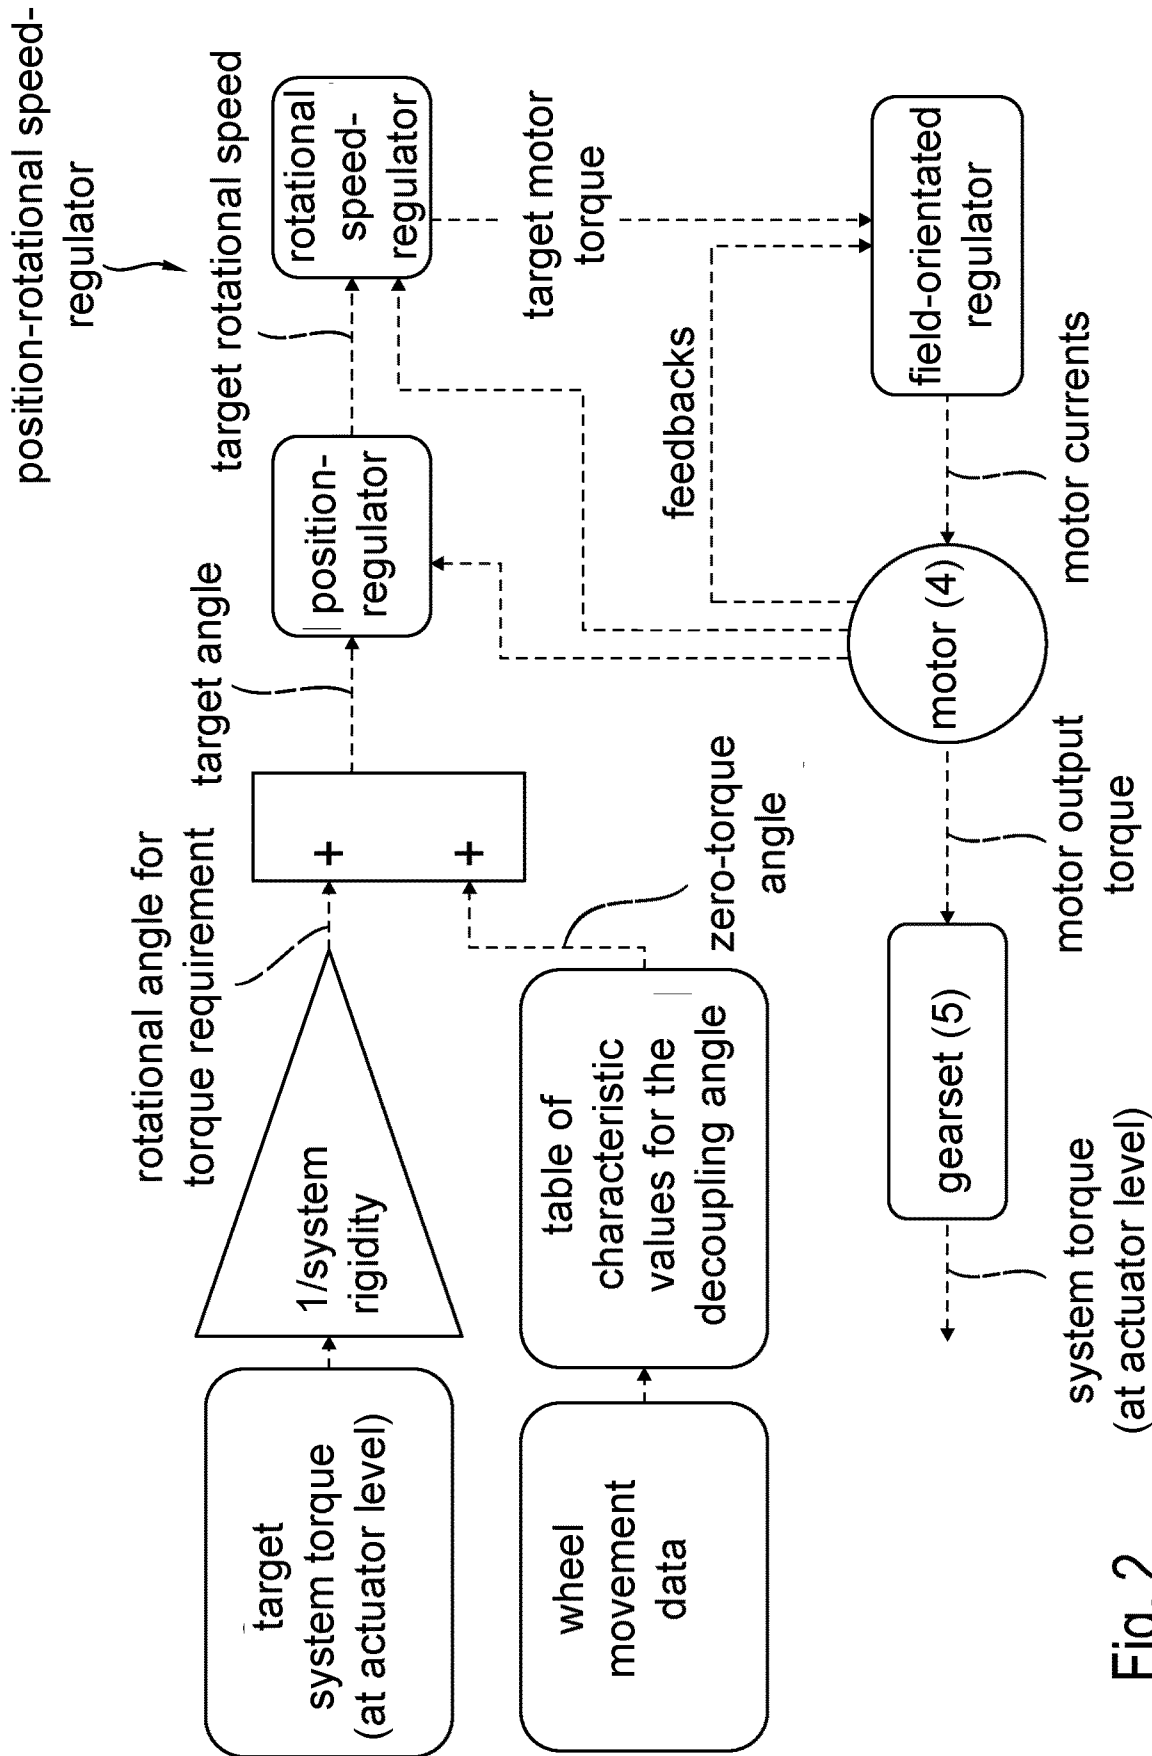 position-rotational speed-
regulator
target rotational speed
rotational
speed-
regulator
target angle
position-
regulator
rotational angle for
torque requirement
1/system
rigidity
target
system torque
(at actuator level)
+
+
target motor
torque
feedbacks
zero-torque
angle
table of
characteristic
values for the
decoupling angle
wheel
movement
data
field-orientated
regulator
motor currents
motor (4)
motor output
torque
gearset (5)
system torque
(at actuator level)
Fig. 2